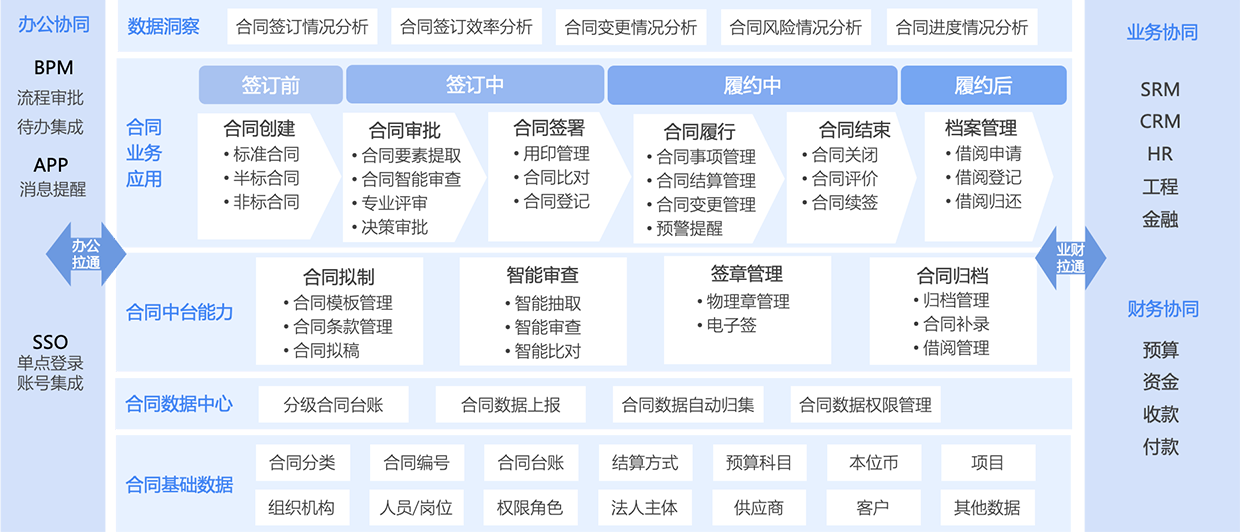 办公协同
BPM
流程审批
待办集成
APP
消息提醒
办公
拉通
SSO
单点登录
账号集成
数据洞察
合同签订情况分析
合同签订效率分析
合同变更情况分析
合同风险情况分析
合同进度情况分析
合同
业务
应用
签订前
签订中
履约中
履约后
合同创建
• 标准合同
• 半标合同
• 非标合同
合同审批
• 合同要素提取
• 合同智能审查
• 专业评审
• 决策审批
合同签署
• 用印管理
• 合同比对
• 合同登记
合同履行
• 合同事项管理
• 合同结算管理
• 合同变更管理
• 预警提醒
合同结束
• 合同关闭
• 合同评价
• 合同续签
档案管理
• 借阅申请
• 借阅登记
• 借阅归还
合同中台能力
合同拟制
• 合同模板管理
• 合同条款管理
• 合同拟稿
智能审查
• 智能抽取
• 智能审查
• 智能比对
签章管理
• 物理章管理
• 电子签
合同归档
• 归档管理
• 合同补录
• 借阅管理
合同数据中心
分级合同台账
合同数据上报
合同数据自动归集
合同数据权限管理
合同基础数据
合同分类
合同编号
合同台账
结算方式
预算科目
本位币
项目
组织机构
人员/岗位
权限角色
法人主体
供应商
客户
其他数据
业务协同
SRM
CRM
HR
工程
金融
业财
拉通
财务协同
预算
资金
收款
付款